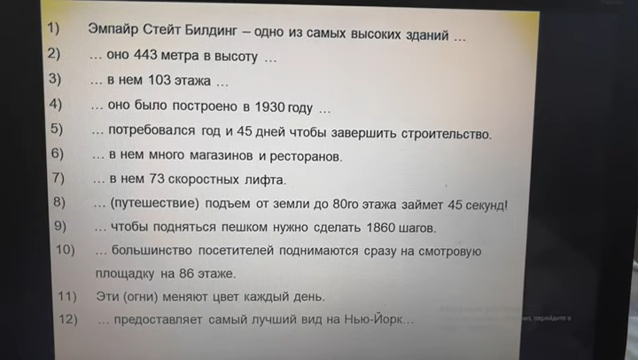 1) Эмпайр Стейт Билдинг – одно из самых высоких зданий …
2) … оно 443 метра в высоту …
3) … в нем 103 этажа …
4) … оно было построено в 1930 году …
5) … потребовался год и 45 дней чтобы завершить строительство.
6) … в нем много магазинов и ресторанов.
7) … в нем 73 скоростных лифта.
8) … (путешествие) подъем от земли до 80го этажа займет 45 секунд!
9) … чтобы подняться пешком нужно сделать 1860 шагов.
10) … большинство посетителей поднимаются сразу на смотровую
площадку на 86 этаже.
11) Эти (огни) меняют цвет каждый день.
12) … предоставляет самый лучший вид на Нью-Йорк…
перейдите в